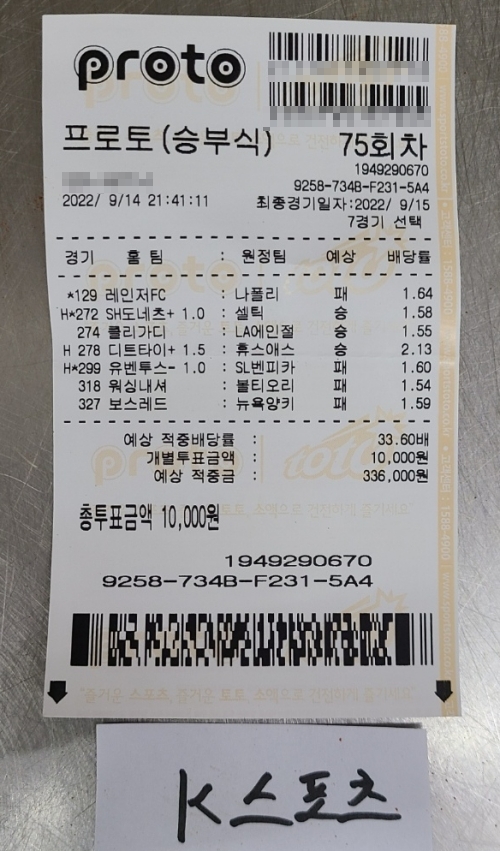 proto
프로토(승부식) 75회차
1949290670
9258-734B-F231-5A4
2022/ 9/14 21:41:11 최종경기일자:2022/ 9/15
7경기 선택
경기 홈 팀 : 원정팀 예상 배당률
*129 레인저FC : 나폴리 패 1.64
H*272 SH도네츠+ 1.0 : 셀틱 승 1.58
274 클리가디 : LA에인절 승 1.55
H 278 디트타이+ 1.5 : 휴스애스 승 2.13
H*299 유벤투스- 1.0 : SL벤피카 패 1.60
318 워싱내셔 : 볼티오리 패 1.54
327 보스레드 : 뉴욕양키 패 1.59
예상 적중배당률 : 33.60배
개별투표금액 : 10,000원
예상 적중금 : 336,000원
총투표금액 10,000원
1949290670
9258-734B-F231-5A4
"즐거운 스포츠, 즐거운 토토, 소액으로 건전하게 즐기세요"
K스포츠